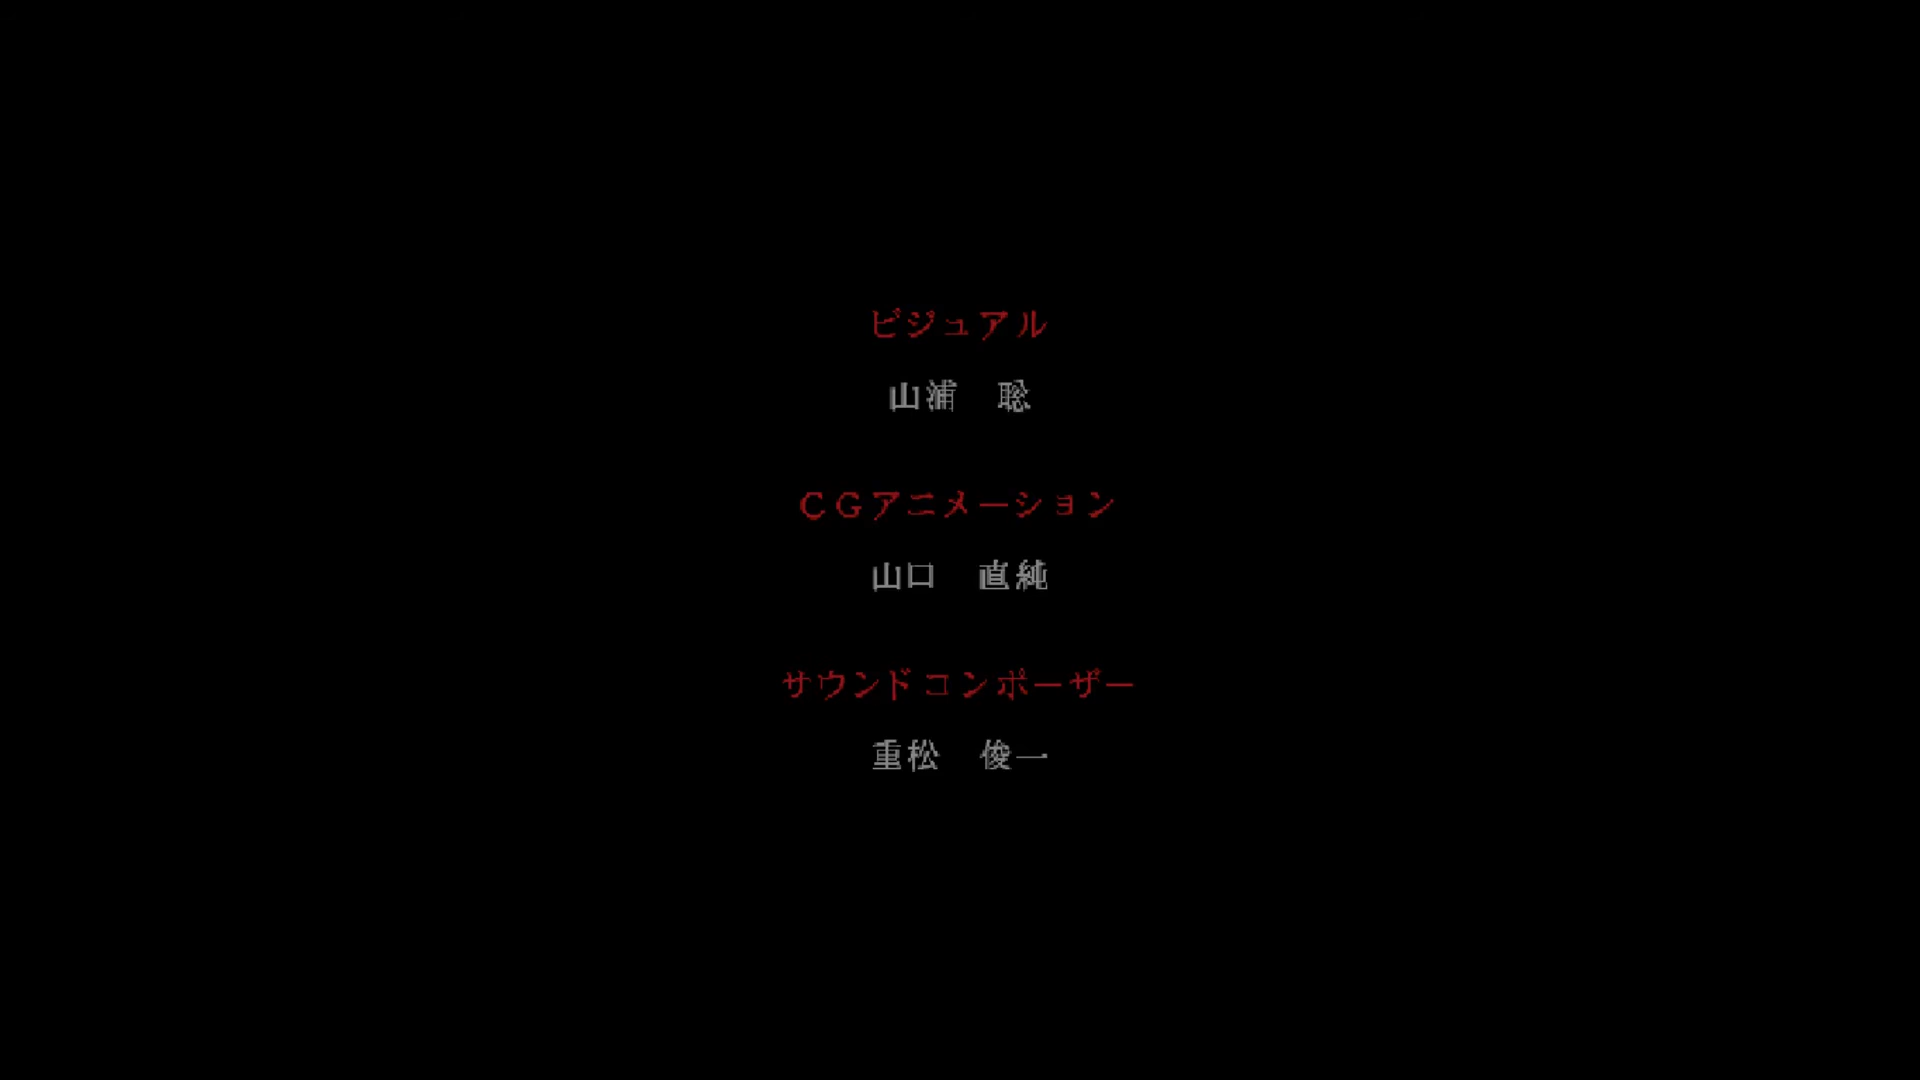 ビジュアル
山浦　聡
ＣＧアニメーション
山口　直純
サウンドコンポーザー
重松　俊一